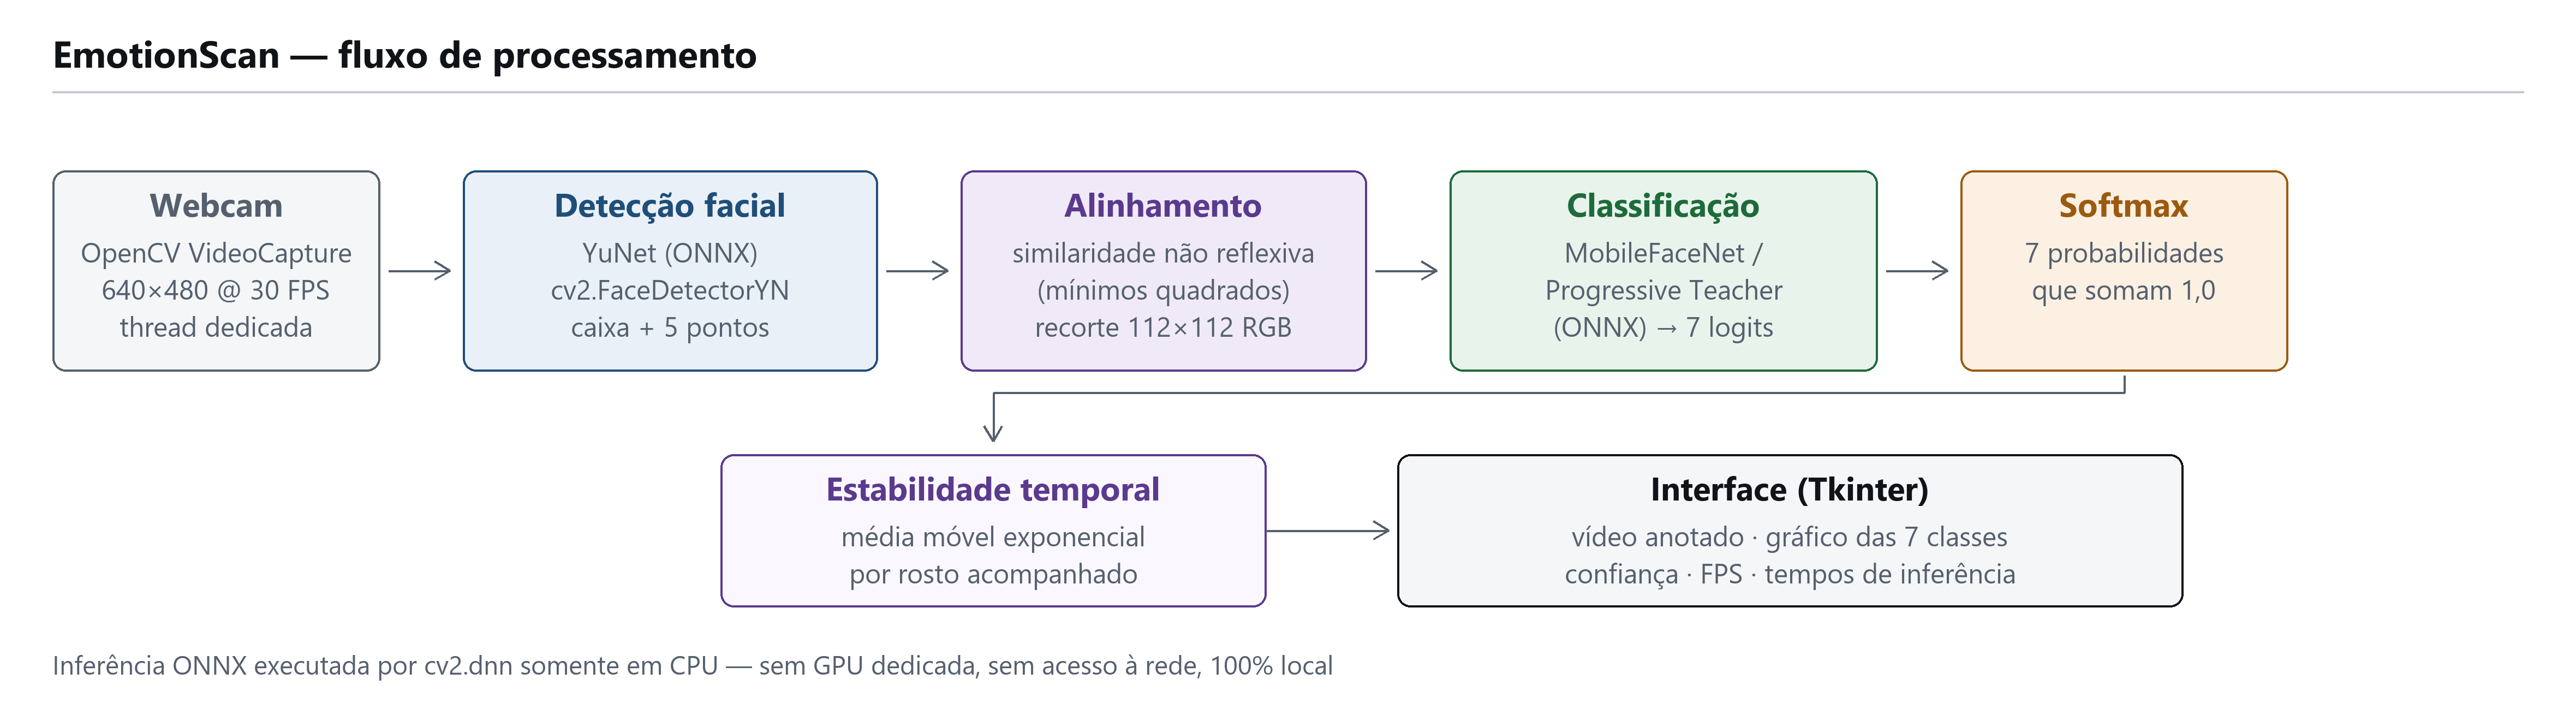 EmotionScan — fluxo de processamento
Webcam
OpenCV VideoCapture
640×480 @ 30 FPS
thread dedicada
Detecção facial
YuNet (ONNX)
cv2.FaceDetectorYN
caixa + 5 pontos
Alinhamento
similaridade não reflexiva
(mínimos quadrados)
recorte 112×112 RGB
Classificação
MobileFaceNet /
Progressive Teacher
(ONNX) → 7 logits
Softmax
7 probabilidades
que somam 1,0
Estabilidade temporal
média móvel exponencial
por rosto acompanhado
Interface (Tkinter)
vídeo anotado · gráfico das 7 classes
confiança · FPS · tempos de inferência
Inferência ONNX executada por cv2.dnn somente em CPU — sem GPU dedicada, sem acesso à rede, 100% local